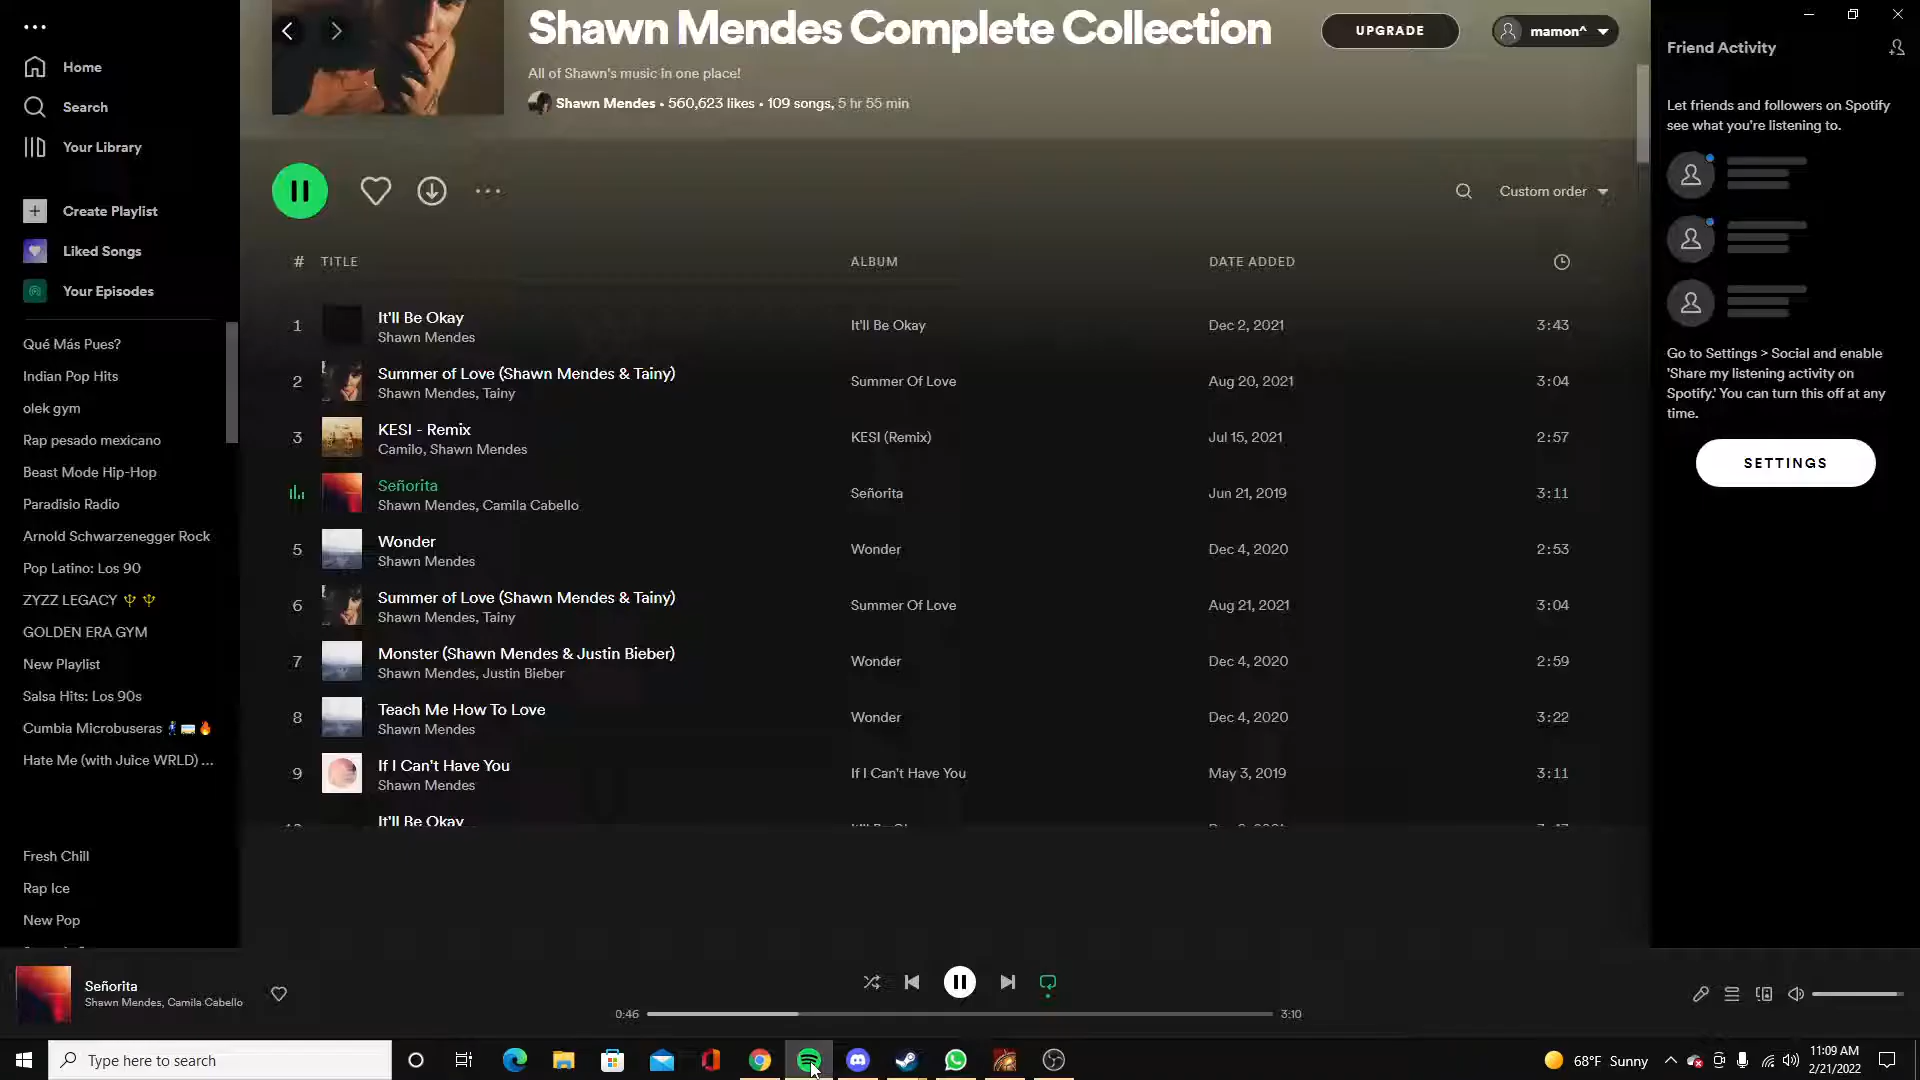 Home
Search
Your Library
Create Playlist
Liked Songs
Your Episodes
Qué Más Pues?
Indian Pop Hits
olek gym
Rap pesado mexicano
Beast Mode Hip-Hop
Paradisio Radio
Arnold Schwarzenegger Rock
Pop Latino: Los 90
ZYZZ LEGACY 🔱 🔱
GOLDEN ERA GYM
New Playlist
Salsa Hits: Los 90s
Cumbia Microbuseras
Hate Me (with Juice WRLD) ...
Fresh Chill
Rap Ice
New Pop
Shawn Mendes Complete Collection
All of Shawn's music in one place!
Shawn Mendes • 560,623 likes • 109 songs, 5 hr 55 min
UPGRADE
mamon^
Custom order
# TITLE ALBUM DATE ADDED
1 It'll Be Okay It'll Be Okay Dec 2, 2021 3:43
Shawn Mendes
2 Summer of Love (Shawn Mendes & Tainy) Summer Of Love Aug 20, 2021 3:04
Shawn Mendes, Tainy
3 KESI - Remix KESI (Remix) Jul 15, 2021 2:57
Camilo, Shawn Mendes
Señorita Señorita Jun 21, 2019 3:11
Shawn Mendes, Camila Cabello
5 Wonder Wonder Dec 4, 2020 2:53
Shawn Mendes
6 Summer of Love (Shawn Mendes & Tainy) Summer Of Love Aug 21, 2021 3:04
Shawn Mendes, Tainy
7 Monster (Shawn Mendes & Justin Bieber) Wonder Dec 4, 2020 2:59
Shawn Mendes, Justin Bieber
8 Teach Me How To Love Wonder Dec 4, 2020 3:22
Shawn Mendes
9 If I Can't Have You If I Can't Have You May 3, 2019 3:11
Shawn Mendes
It'll Be Okay
Friend Activity
Let friends and followers on Spotify
see what you're listening to.
Go to Settings > Social and enable
'Share my listening activity on
Spotify.' You can turn this off at any
time.
SETTINGS
Señorita
Shawn Mendes, Camila Cabello
0:46
3:10
Type here to search
68°F Sunny
11:09 AM
2/21/2022